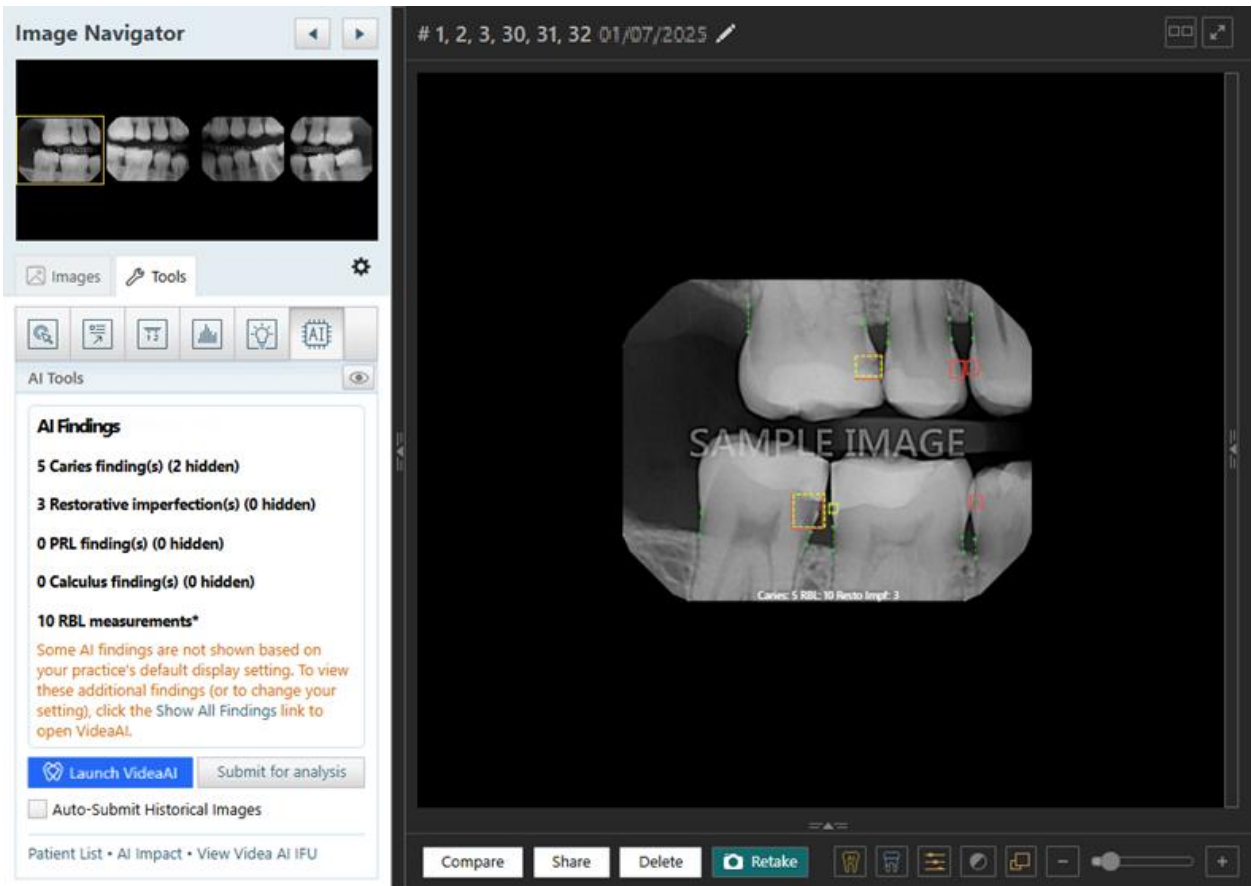 Image Navigator
# 1, 2, 3, 30, 31, 32 01/07/2025
Images
Tools
AI
AI Tools
AI Findings
5 Caries finding(s) (2 hidden)
3 Restorative imperfection(s) (0 hidden)
0 PRL finding(s) (0 hidden)
0 Calculus finding(s) (0 hidden)
10 RBL measurements*
Some AI findings are not shown based on
your practice's default display setting. To view
these additional findings (or to change your
setting), click the Show All Findings link to
open VideaAI.
Launch VideaAI
Submit for analysis
Auto-Submit Historical Images
Patient List • AI Impact • View Videa AI IFU
SAMPLE IMAGE
Caries: 5 RBL: 10 Resto Impf: 3
Compare
Share
Delete
Retake